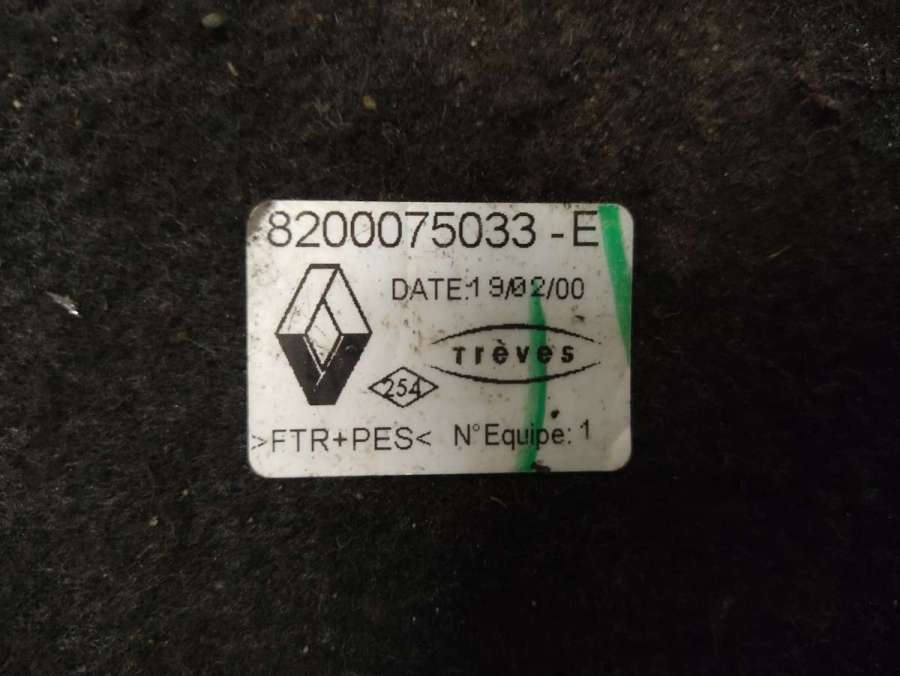 8200075033 - E
DATE:19/02/00
Trèves
254
>FTR+PES< N° Equipe: 1